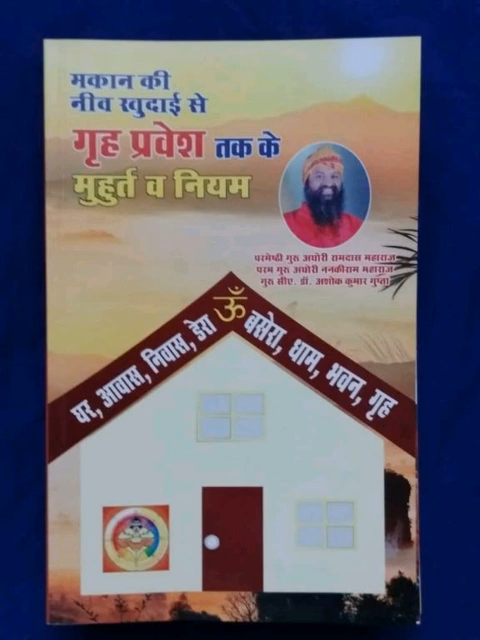 मकान की
नीव खुदाई से
गृह प्रवेश तक के
मुहुर्त व नियम
परमेष्ठी गुरु अघोरी रामदास महाराज
परम गुरु अघोरी ननकीराम महाराज
गुरु सीए. डॉ. अशोक कुमार गुप्ता
घर, आवास, निवास, डेरा ॐ बसेरा, धाम, भवन, गृह